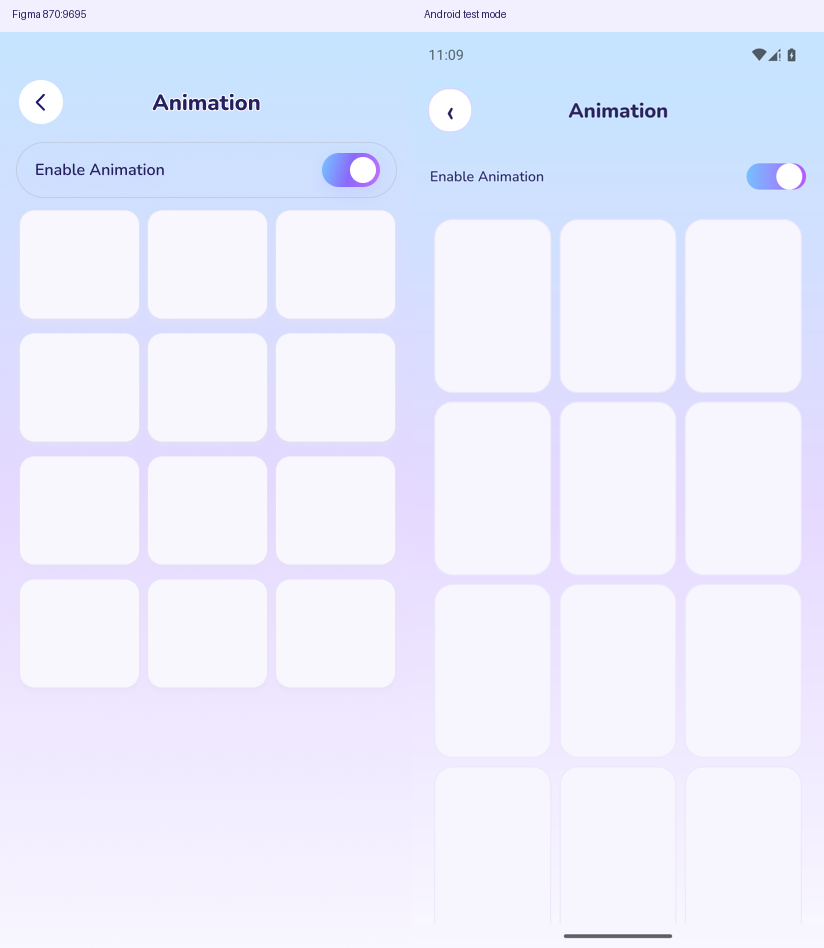 Figma 870:9695
Android test mode
11:09
Animation
Animation
Enable Animation
Enable Animation